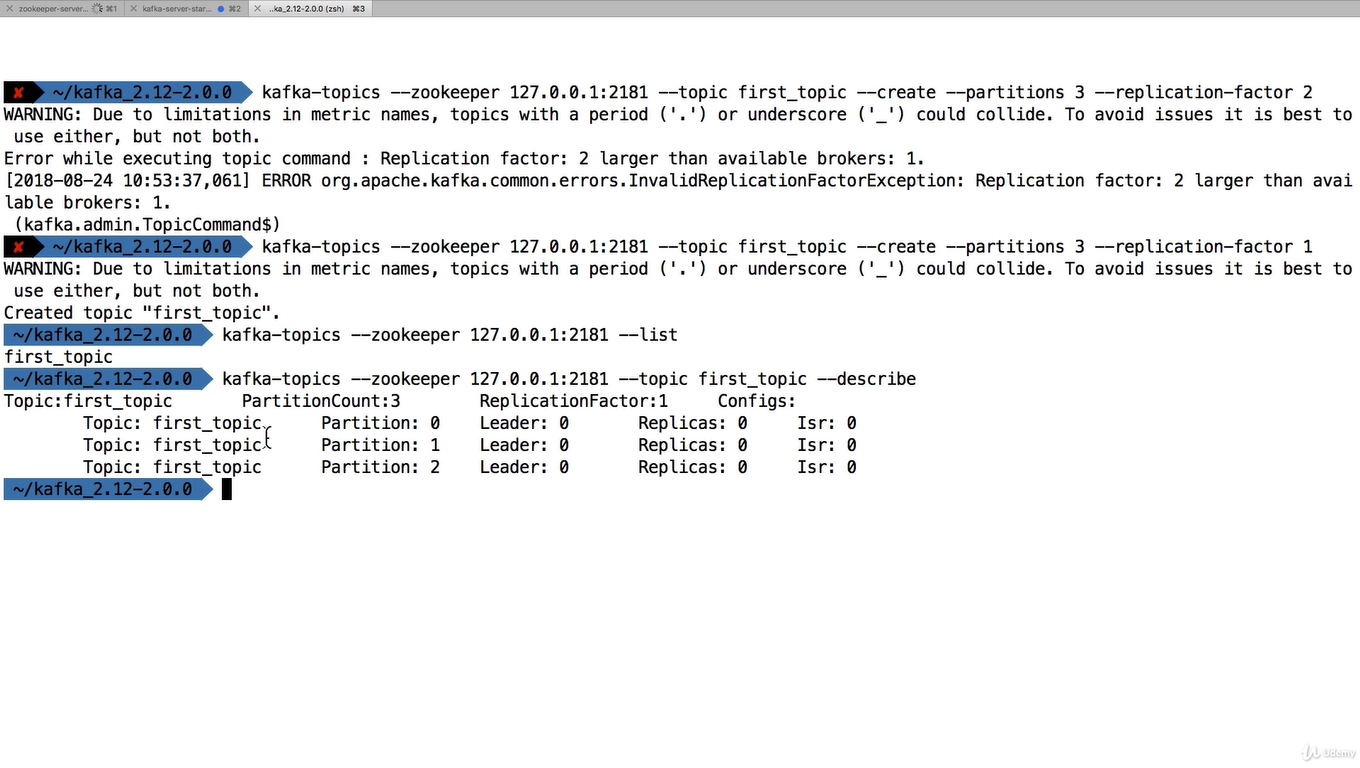 zookeeper-server... ⌘1 kafka-server-star... ⌘2 ..ka_2.12-2.0.0 (zsh) ⌘3
✘ ~/kafka_2.12-2.0.0 kafka-topics --zookeeper 127.0.0.1:2181 --topic first_topic --create --partitions 3 --replication-factor 2
WARNING: Due to limitations in metric names, topics with a period ('.') or underscore ('_') could collide. To avoid issues it is best to
use either, but not both.
Error while executing topic command : Replication factor: 2 larger than available brokers: 1.
[2018-08-24 10:53:37,061] ERROR org.apache.kafka.common.errors.InvalidReplicationFactorException: Replication factor: 2 larger than avai
lable brokers: 1.
(kafka.admin.TopicCommand$)
✘ ~/kafka_2.12-2.0.0 kafka-topics --zookeeper 127.0.0.1:2181 --topic first_topic --create --partitions 3 --replication-factor 1
WARNING: Due to limitations in metric names, topics with a period ('.') or underscore ('_') could collide. To avoid issues it is best to
use either, but not both.
Created topic "first_topic".
~/kafka_2.12-2.0.0 kafka-topics --zookeeper 127.0.0.1:2181 --list
first_topic
~/kafka_2.12-2.0.0 kafka-topics --zookeeper 127.0.0.1:2181 --topic first_topic --describe
Topic:first_topic PartitionCount:3 ReplicationFactor:1 Configs:
Topic: first_topic Partition: 0 Leader: 0 Replicas: 0 Isr: 0
Topic: first_topic Partition: 1 Leader: 0 Replicas: 0 Isr: 0
Topic: first_topic Partition: 2 Leader: 0 Replicas: 0 Isr: 0
~/kafka_2.12-2.0.0
Udemy